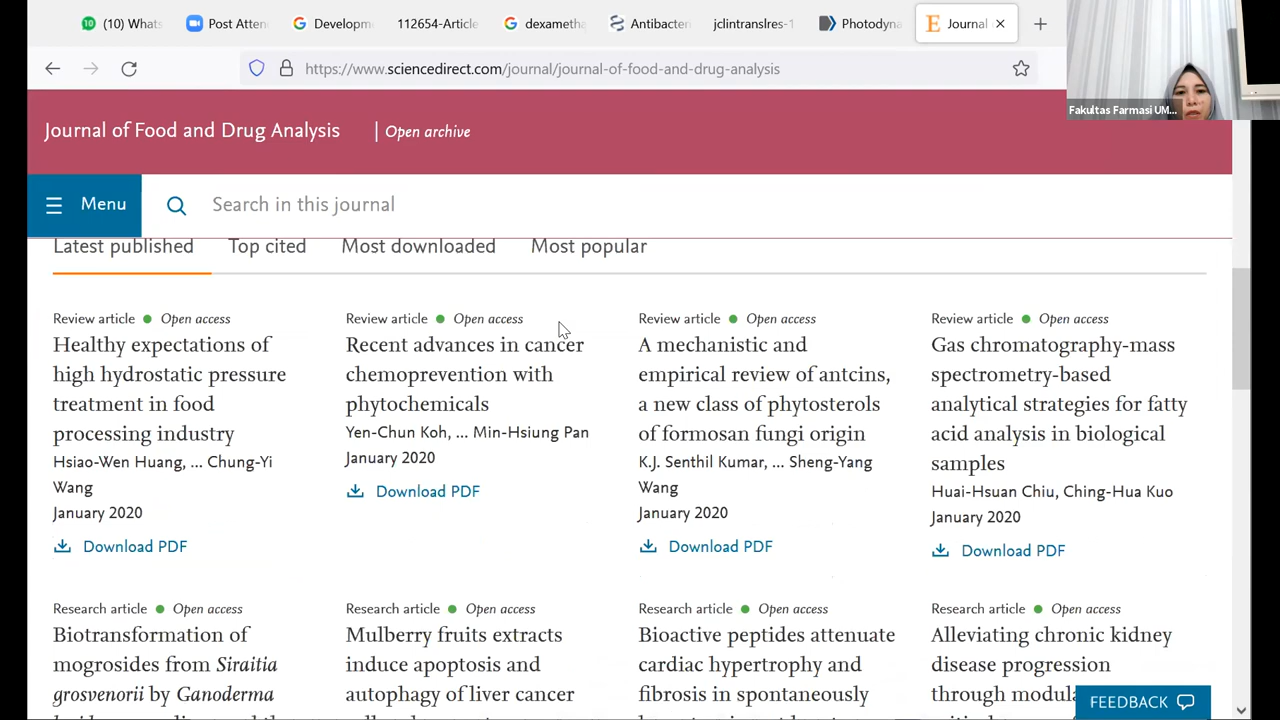 (10) Whats
Post Atten
Developm
112654-Article
dexameth
Antibacter
jclintranslres-1
Photodyna
Journal
https://www.sciencedirect.com/journal/journal-of-food-and-drug-analysis
Fakultas Farmasi UM...
Journal of Food and Drug Analysis | Open archive
Menu
Search in this journal
Latest published
Top cited
Most downloaded
Most popular
Review article Open access
Healthy expectations of
high hydrostatic pressure
treatment in food
processing industry
Hsiao-Wen Huang, ... Chung-Yi
Wang
January 2020
Download PDF
Review article Open access
Recent advances in cancer
chemoprevention with
phytochemicals
Yen-Chun Koh, ... Min-Hsiung Pan
January 2020
Download PDF
Review article Open access
A mechanistic and
empirical review of antcins,
a new class of phytosterols
of formosan fungi origin
K.J. Senthil Kumar, ... Sheng-Yang
Wang
January 2020
Download PDF
Review article Open access
Gas chromatography-mass
spectrometry-based
analytical strategies for fatty
acid analysis in biological
samples
Huai-Hsuan Chiu, Ching-Hua Kuo
January 2020
Download PDF
Research article Open access
Biotransformation of
mogrosides from Siraitia
grosvenorii by Ganoderma
Research article Open access
Mulberry fruits extracts
induce apoptosis and
autophagy of liver cancer
Research article Open access
Bioactive peptides attenuate
cardiac hypertrophy and
fibrosis in spontaneously
Research article Open access
Alleviating chronic kidney
disease progression
through modula
FEEDBACK